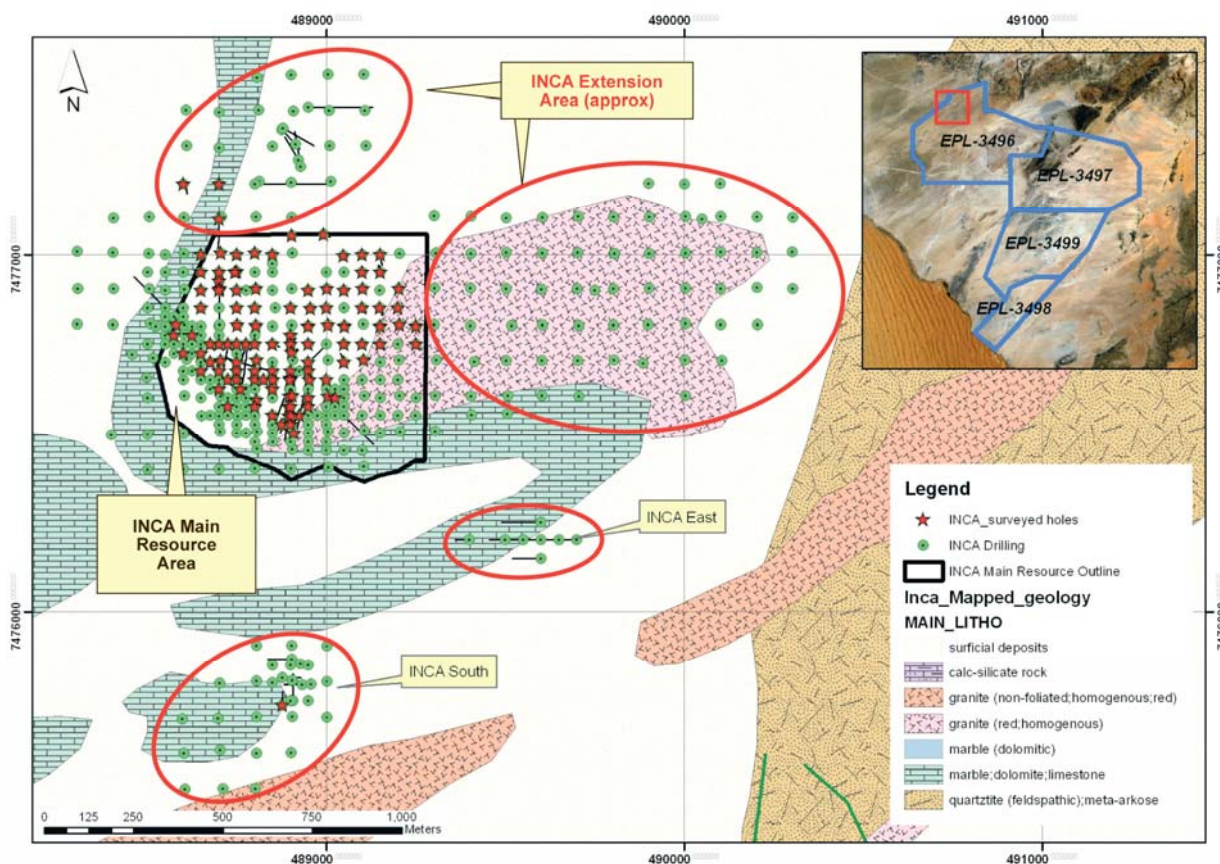 489000
490000
491000
N
INCA Extension
Area (approx)
EPL-3496
EPL-3497
EPL-3499
EPL-3498
7477000
7477000
INCA Main
Resource
Area
INCA East
INCA South
7476000
7476000
Legend
INCA_surveyed holes
INCA Drilling
INCA Main Resource Outline
Inca_Mapped_geology
MAIN_LITHO
surficial deposits
calc-silicate rock
granite (non-foliated;homogenous;red)
granite (red;homogenous)
marble (dolomitic)
marble;dolomite;limestone
quartztite (feldspathic);meta-arkose
0 125 250 500 750 1,000
Meters
489000
490000
491000